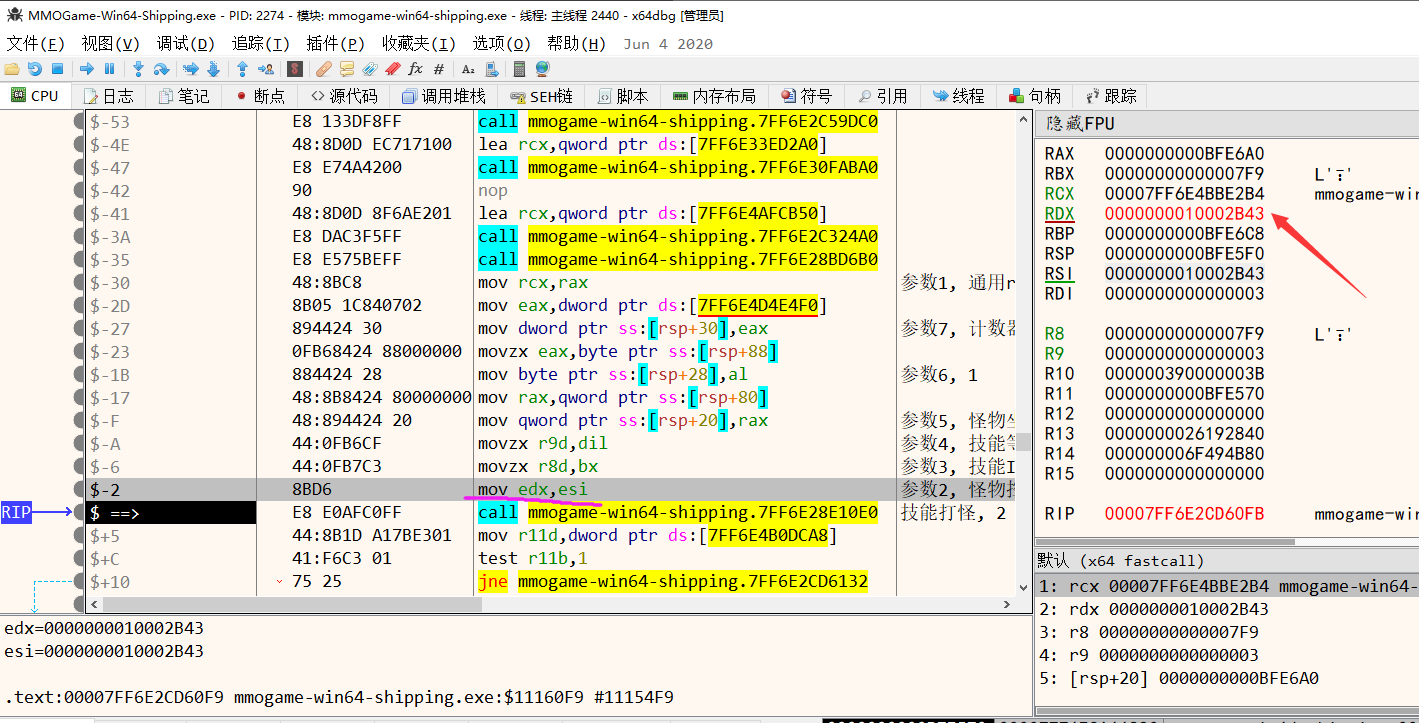 MMOGame-Win64-Shipping.exe - PID: 2274 - 模块: mmogame-win64-shipping.exe - 线程: 主线程 2440 - x64dbg [管理员]
文件(F) 视图(V) 调试(D) 追踪(T) 插件(P) 收藏夹(I) 选项(O) 帮助(H) Jun 4 2020
CPU 日志 笔记 断点 源代码 调用堆栈 SEH链 脚本 内存布局 符号 引用 线程 句柄 跟踪
$-53 E8 133DF8FF call mmogame-win64-shipping.7FF6E2C59DC0
$-4E 48:8D0D EC717100 lea rcx,qword ptr ds:[7FF6E33ED2A0]
$-47 E8 E74A4200 call mmogame-win64-shipping.7FF6E30FABA0
$-42 90 nop
$-41 48:8D0D 8F6AE201 lea rcx,qword ptr ds:[7FF6E4AFCB50]
$-3A E8 DAC3F5FF call mmogame-win64-shipping.7FF6E2C324A0
$-35 E8 E575BEFF call mmogame-win64-shipping.7FF6E28BD6B0
$-30 48:8BC8 mov rcx,rax 参数1, 通用r
$-2D 8B05 1C840702 mov eax,dword ptr ds:[7FF6E4D4E4F0]
$-27 894424 30 mov dword ptr ss:[rsp+30],eax 参数7, 计数器
$-23 0FB68424 88000000 movzx eax,byte ptr ss:[rsp+88]
$-1B 884424 28 mov byte ptr ss:[rsp+28],al 参数6, 1
$-17 48:8B8424 80000000 mov rax,qword ptr ss:[rsp+80]
$-F 48:894424 20 mov qword ptr ss:[rsp+20],rax 参数5, 怪物
$-A 44:0FB6CF movzx r9d,dil 参数4, 技能
$-6 44:0FB7C3 movzx r8d,bx 参数3, 技能I
$-2 8BD6 mov edx,esi 参数2, 怪物
RIP $ ==> E8 E0AFC0FF call mmogame-win64-shipping.7FF6E28E10E0 技能打怪, 2
$+5 44:8B1D A17BE301 mov r11d,dword ptr ds:[7FF6E4B0DCA8]
$+C 41:F6C3 01 test r11b,1
$+10 75 25 jne mmogame-win64-shipping.7FF6E2CD6132
edx=0000000010002B43
esi=0000000010002B43
.text:00007FF6E2CD60F9 mmogame-win64-shipping.exe:$11160F9 #11154F9
隐藏FPU
RAX 0000000000BFE6A0
RBX 00000000000007F9
RCX 00007FF6E4BBE2B4 mmogame-win
RDX 0000000010002B43
RBP 0000000000BFE6C8
RSP 0000000000BFE5F0
RSI 0000000010002B43
RDI 0000000000000003
R8 00000000000007F9
R9 0000000000000003
R10 000000390000003B
R11 0000000000BFE570
R12 0000000000000000
R13 0000000026192840
R14 000000006F494B80
R15 0000000000000000
RIP 00007FF6E2CD60FB mmogame-win
默认 (x64 fastcall)
1: rcx 00007FF6E4BBE2B4 mmogame-win64-
2: rdx 0000000010002B43
3: r8 00000000000007F9
4: r9 0000000000000003
5: [rsp+20] 0000000000BFE6A0